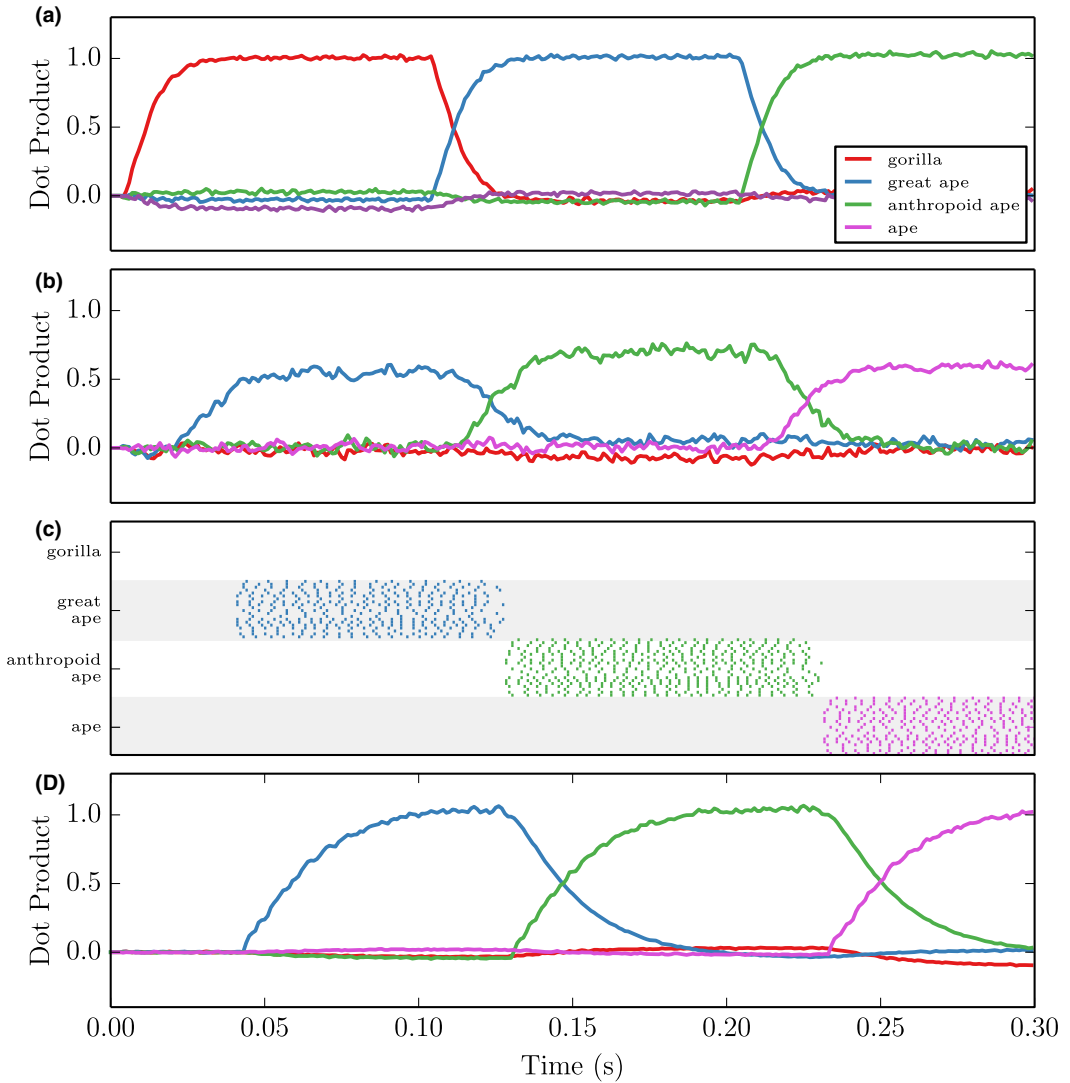 (a)
1.0
0.5
0.0
Dot Product
gorilla
great ape
anthropoid ape
ape
(b)
1.0
0.5
0.0
Dot Product
(c)
gorilla
great
ape
anthropoid
ape
ape
(D)
1.0
0.5
0.0
Dot Product
0.00 0.05 0.10 0.15 0.20 0.25 0.30
Time (s)